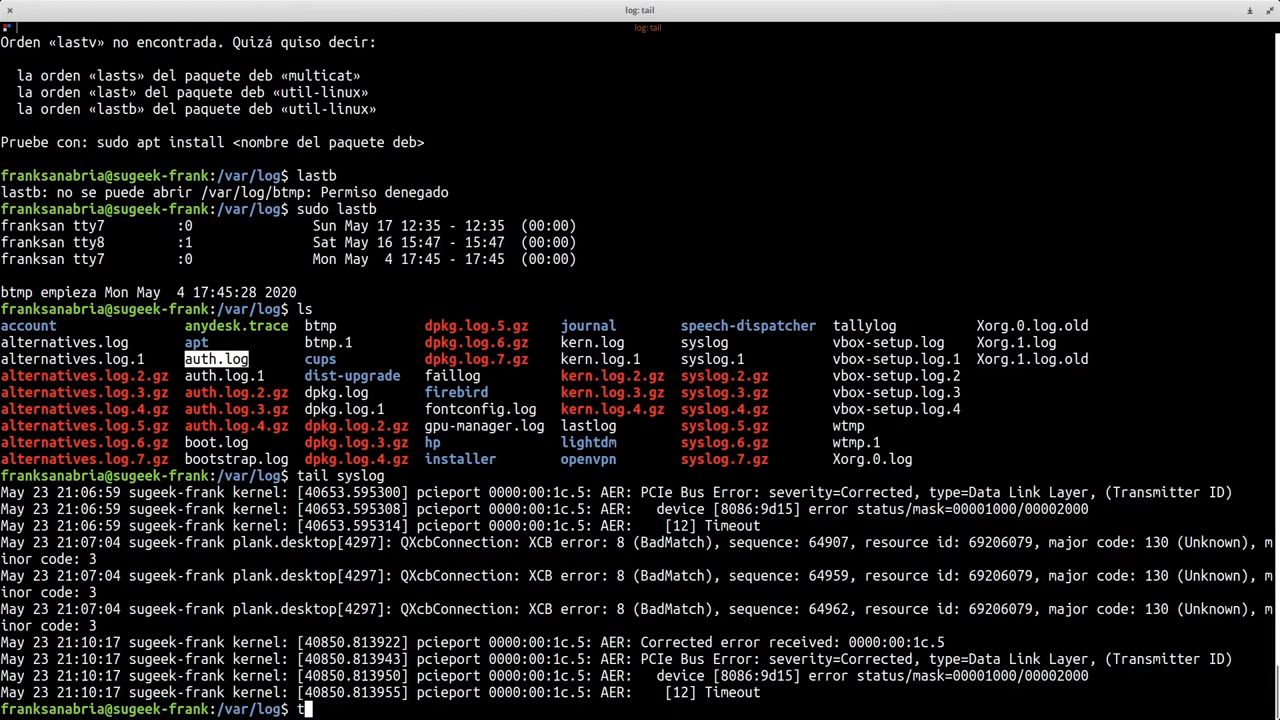 log: tail
log: tail
Orden «lastv» no encontrada. Quizá quiso decir:
la orden «lasts» del paquete deb «multicat»
la orden «last» del paquete deb «util-linux»
la orden «lastb» del paquete deb «util-linux»
Pruebe con: sudo apt install <nombre del paquete deb>
franksanabria@sugeek-frank:/var/log$ lastb
lastb: no se puede abrir /var/log/btmp: Permiso denegado
franksanabria@sugeek-frank:/var/log$ sudo lastb
franksan tty7 :0 Sun May 17 12:35 - 12:35 (00:00)
franksan tty8 :1 Sat May 16 15:47 - 15:47 (00:00)
franksan tty7 :0 Mon May 4 17:45 - 17:45 (00:00)
btmp empieza Mon May 4 17:45:28 2020
franksanabria@sugeek-frank:/var/log$ ls
account anydesk.trace btmp dpkg.log.5.gz journal speech-dispatcher tallylog Xorg.0.log.old
alternatives.log apt btmp.1 dpkg.log.6.gz kern.log syslog vbox-setup.log Xorg.1.log
alternatives.log.1 auth.log cups dpkg.log.7.gz kern.log.1 syslog.1 vbox-setup.log.1 Xorg.1.log.old
alternatives.log.2.gz auth.log.1 dist-upgrade faillog kern.log.2.gz syslog.2.gz vbox-setup.log.2
alternatives.log.3.gz auth.log.2.gz dpkg.log firebird kern.log.3.gz syslog.3.gz vbox-setup.log.3
alternatives.log.4.gz auth.log.3.gz dpkg.log.1 fontconfig.log kern.log.4.gz syslog.4.gz vbox-setup.log.4
alternatives.log.5.gz auth.log.4.gz dpkg.log.2.gz gpu-manager.log lastlog syslog.5.gz wtmp
alternatives.log.6.gz boot.log dpkg.log.3.gz hp lightdm syslog.6.gz wtmp.1
alternatives.log.7.gz bootstrap.log dpkg.log.4.gz installer openvpn syslog.7.gz Xorg.0.log
franksanabria@sugeek-frank:/var/log$ tail syslog
May 23 21:06:59 sugeek-frank kernel: [40653.595300] pcieport 0000:00:1c.5: AER: PCIe Bus Error: severity=Corrected, type=Data Link Layer, (Transmitter ID)
May 23 21:06:59 sugeek-frank kernel: [40653.595308] pcieport 0000:00:1c.5: AER: device [8086:9d15] error status/mask=00001000/00002000
May 23 21:06:59 sugeek-frank kernel: [40653.595314] pcieport 0000:00:1c.5: AER: [12] Timeout
May 23 21:07:04 sugeek-frank plank.desktop[4297]: QXcbConnection: XCB error: 8 (BadMatch), sequence: 64907, resource id: 69206079, major code: 130 (Unknown), m
inor code: 3
May 23 21:07:04 sugeek-frank plank.desktop[4297]: QXcbConnection: XCB error: 8 (BadMatch), sequence: 64959, resource id: 69206079, major code: 130 (Unknown), m
inor code: 3
May 23 21:07:04 sugeek-frank plank.desktop[4297]: QXcbConnection: XCB error: 8 (BadMatch), sequence: 64962, resource id: 69206079, major code: 130 (Unknown), m
inor code: 3
May 23 21:10:17 sugeek-frank kernel: [40850.813922] pcieport 0000:00:1c.5: AER: Corrected error received: 0000:00:1c.5
May 23 21:10:17 sugeek-frank kernel: [40850.813943] pcieport 0000:00:1c.5: AER: PCIe Bus Error: severity=Corrected, type=Data Link Layer, (Transmitter ID)
May 23 21:10:17 sugeek-frank kernel: [40850.813950] pcieport 0000:00:1c.5: AER: device [8086:9d15] error status/mask=00001000/00002000
May 23 21:10:17 sugeek-frank kernel: [40850.813955] pcieport 0000:00:1c.5: AER: [12] Timeout
franksanabria@sugeek-frank:/var/log$ t